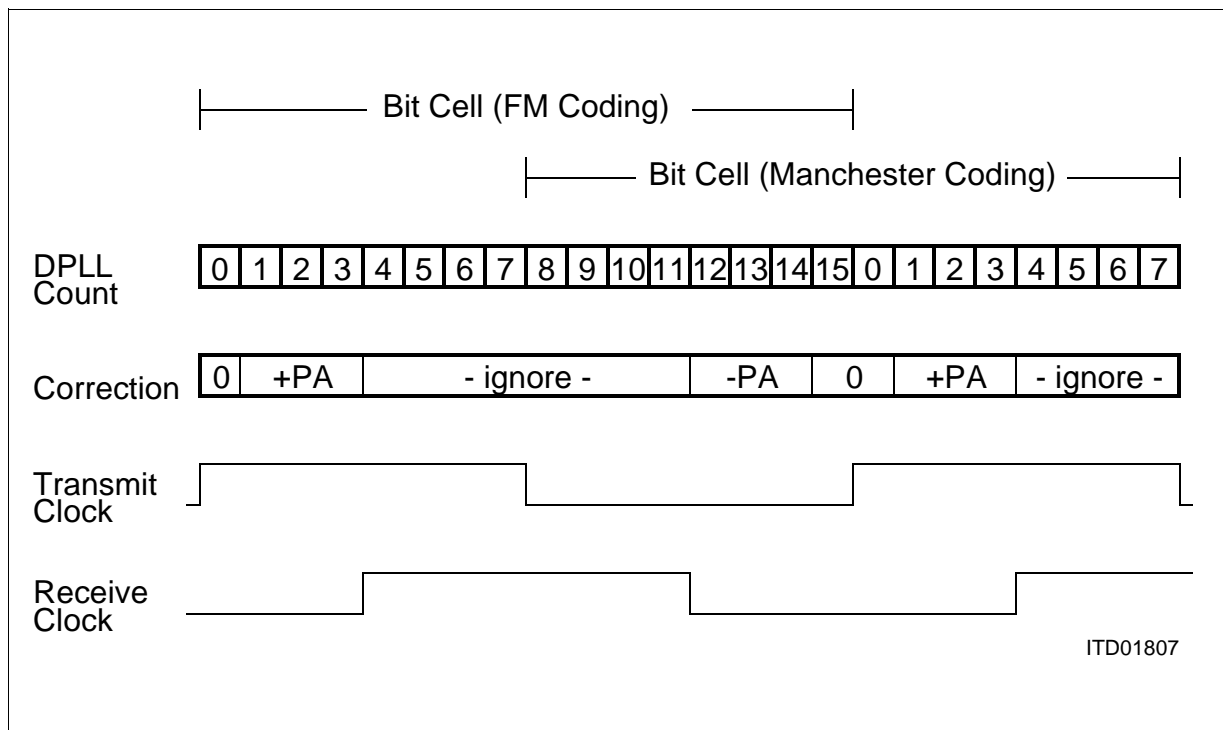 Bit Cell (FM Coding)
Bit Cell (Manchester Coding)
DPLL
Count
0 1 2 3 4 5 6 7 8 9 10 11 12 13 14 15 0 1 2 3 4 5 6 7
Correction
0 +PA - ignore - -PA 0 +PA - ignore -
Transmit
Clock
Receive
Clock
ITD01807